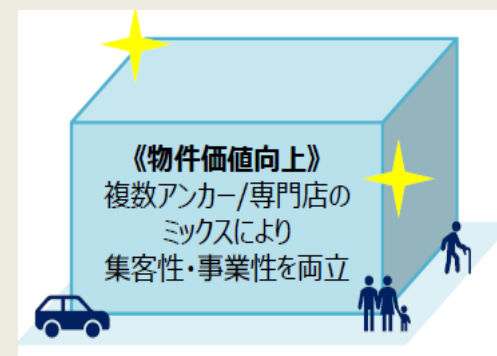 《物件価値向上》
複数アンカー/専門店の
ミックスにより
集客性・事業性を両立